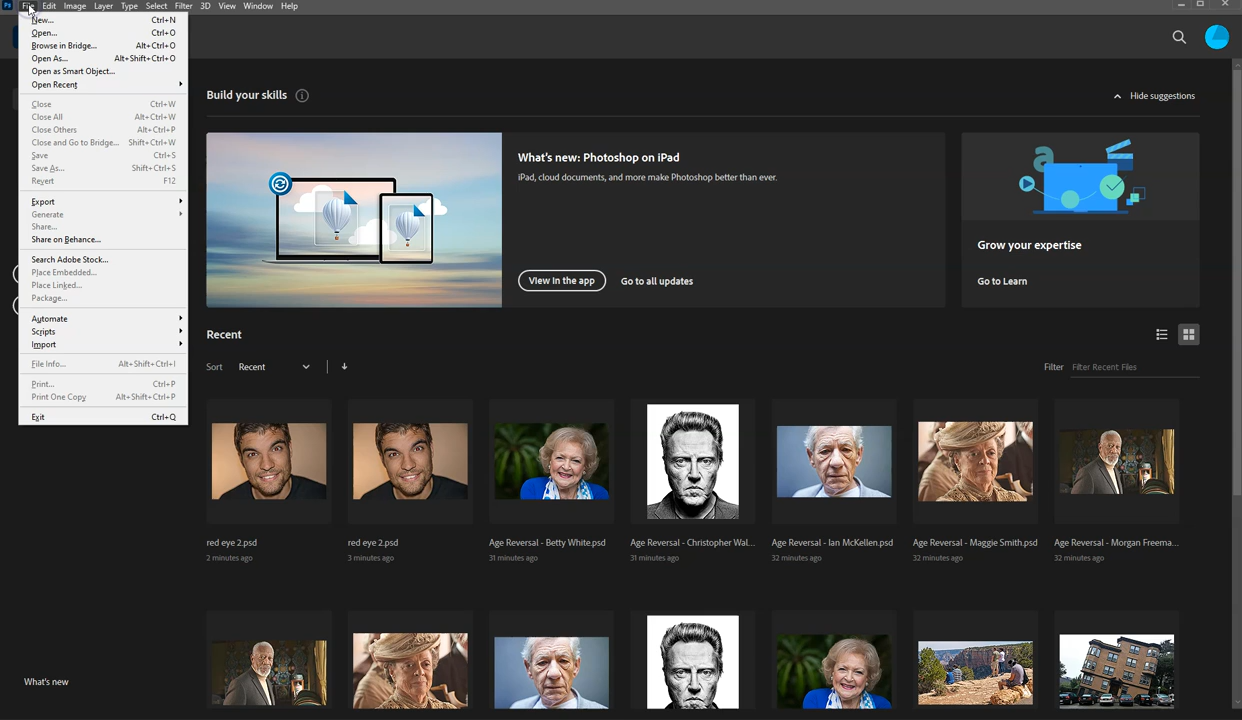 Ps File Edit Image Layer Type Select Filter 3D View Window Help
New... Ctrl+N
Open... Ctrl+O
Browse in Bridge... Alt+Ctrl+O
Open As... Alt+Shift+Ctrl+O
Open as Smart Object...
Open Recent
Close Ctrl+W
Close All Alt+Ctrl+W
Close Others Alt+Ctrl+P
Close and Go to Bridge... Shift+Ctrl+W
Save Ctrl+S
Save As... Shift+Ctrl+S
Revert F12
Export
Generate
Share...
Share on Behance...
Search Adobe Stock...
Place Embedded...
Place Linked...
Package...
Automate
Scripts
Import
File Info... Alt+Shift+Ctrl+I
Print... Ctrl+P
Print One Copy Alt+Shift+Ctrl+P
Exit Ctrl+Q
What's new
Build your skills
Hide suggestions
What's new: Photoshop on iPad
iPad, cloud documents, and more make Photoshop better than ever.
View in the app Go to all updates
a
Grow your expertise
Go to Learn
Recent
Sort Recent
Filter Filter Recent Files
red eye 2.psd
2 minutes ago
red eye 2.psd
3 minutes ago
Age Reversal - Betty White.psd
31 minutes ago
Age Reversal - Christopher Wal...
31 minutes ago
Age Reversal - Ian McKellen.psd
32 minutes ago
Age Reversal - Maggie Smith.psd
32 minutes ago
Age Reversal - Morgan Freema...
32 minutes ago